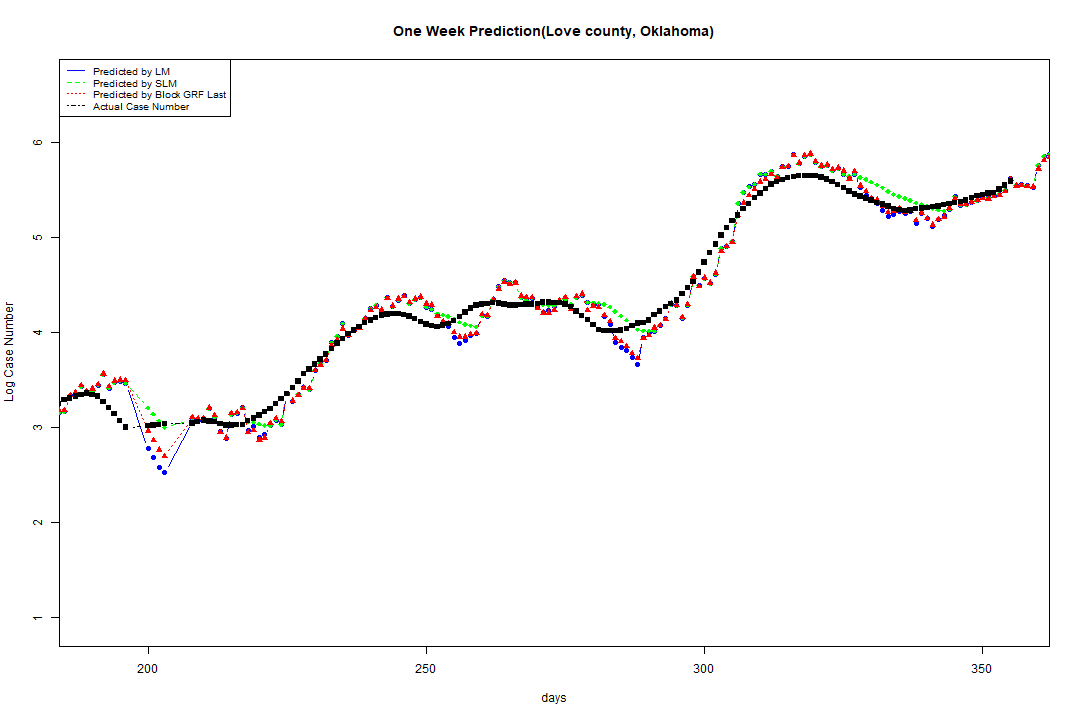 One Week Prediction(Love county, Oklahoma)
Predicted by LM
Predicted by SLM
Predicted by Block GRF Last
Actual Case Number
Log Case Number
6
5
4
3
2
1
200 250 300 350
days